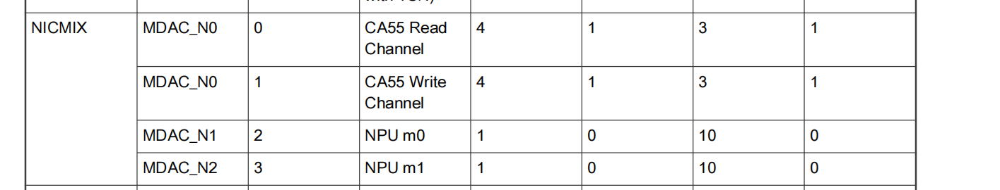 NICMIX MDAC_N0 0 CA55 Read 4 1 3 1
Channel
MDAC_N0 1 CA55 Write 4 1 3 1
Channel
MDAC_N1 2 NPU m0 1 0 10 0
MDAC_N2 3 NPU m1 1 0 10 0